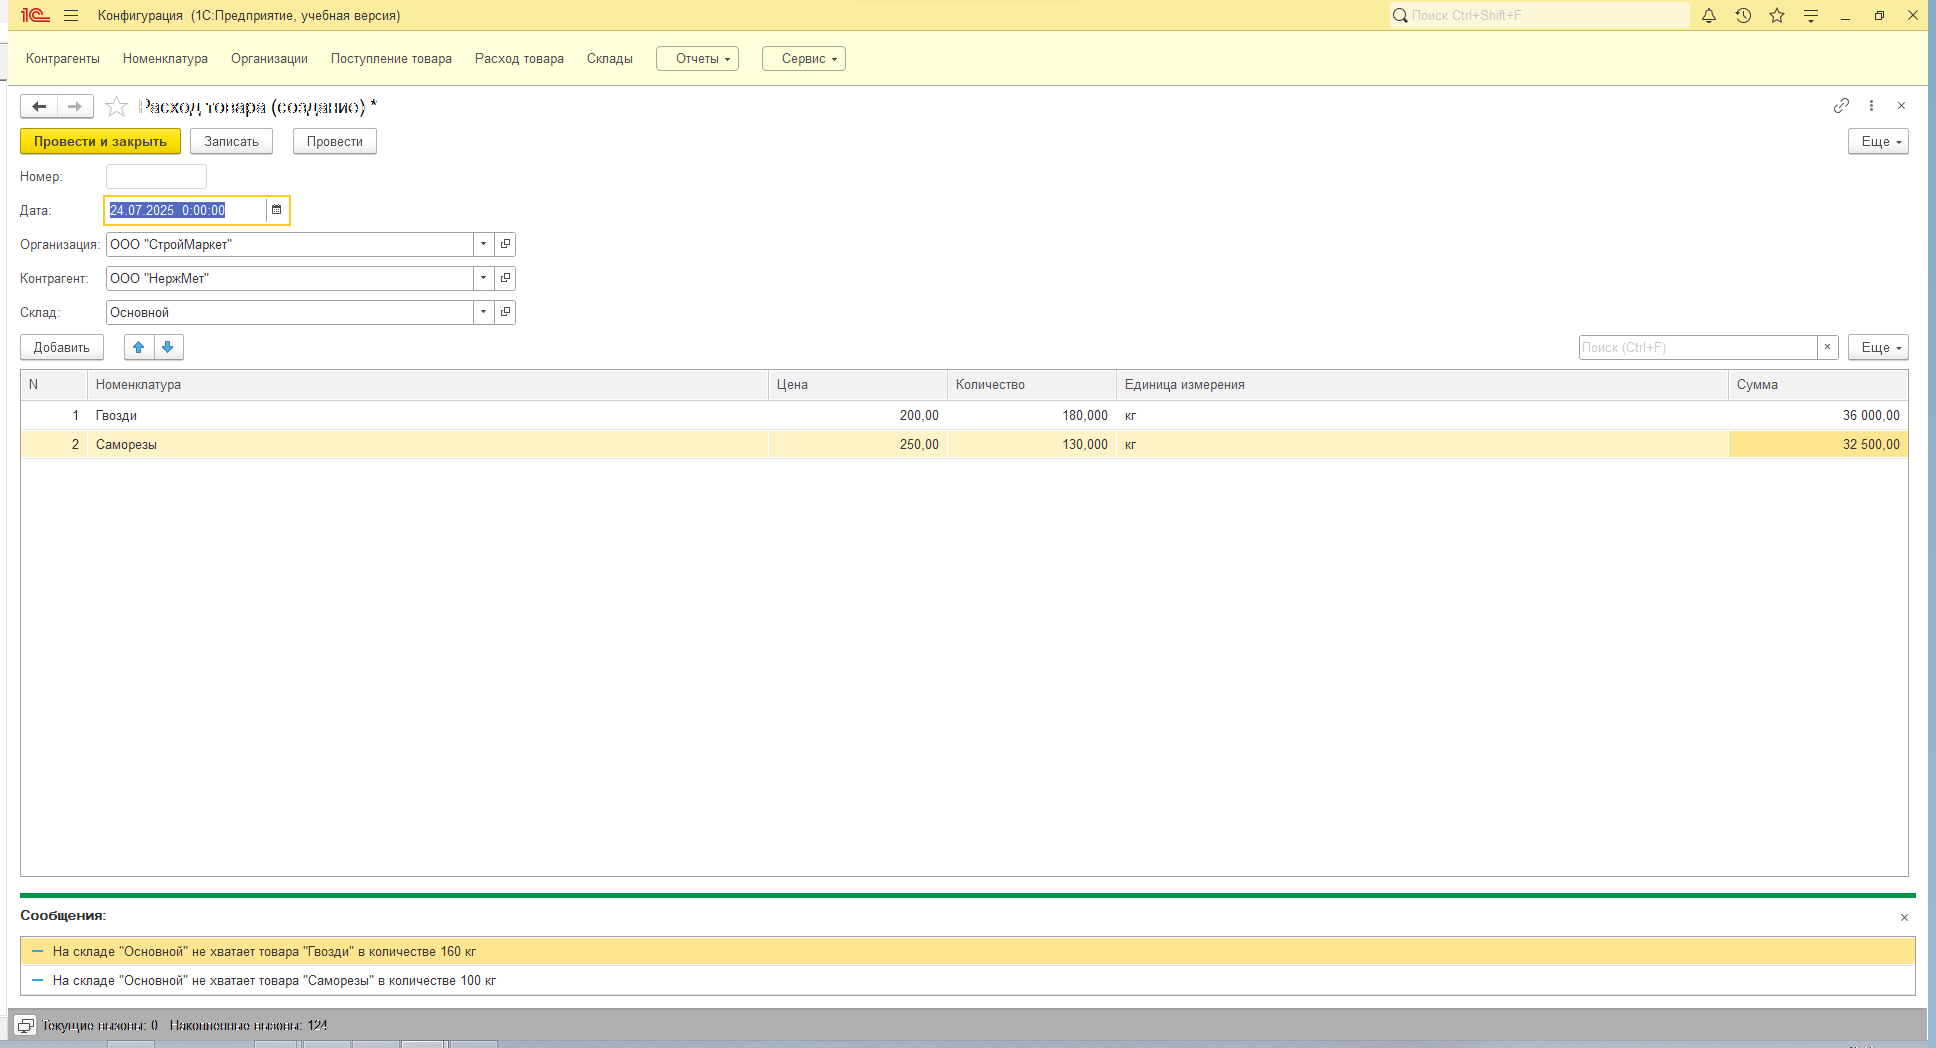 1С Конфигурация (1С:Предприятие, учебная версия) Поиск Ctrl+Shift+F
Контрагенты Номенклатура Организации Поступление товара Расход товара Склады Отчеты Сервис
Расход товара (создание) *
Провести и закрыть Записать Провести Еще
Номер:
Дата: 24.07.2025 0:00:00
Организация: ООО "СтройМаркет"
Контрагент: ООО "НержМет"
Склад: Основной
Добавить Поиск (Ctrl+F) × Еще
N Номенклатура Цена Количество Единица измерения Сумма
1 Гвозди 200,00 180,000 кг 36 000,00
2 Саморезы 250,00 130,000 кг 32 500,00
Сообщения:
На складе "Основной" не хватает товара "Гвозди" в количестве 160 кг
На складе "Основной" не хватает товара "Саморезы" в количестве 100 кг
Текущие вызовы: 0 Накопленные вызовы: 124